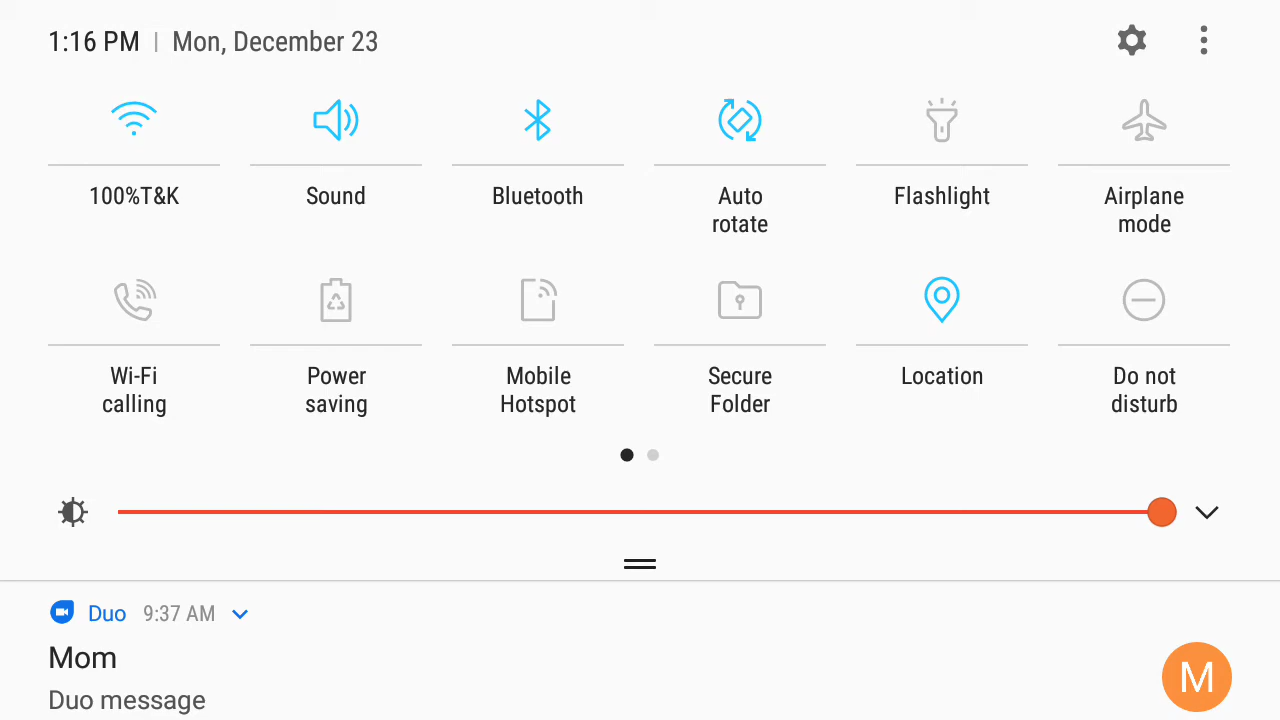 1:16 PM | Mon, December 23
100%T&K
Sound
Bluetooth
Auto
rotate
Flashlight
Airplane
mode
Wi-Fi
calling
Power
saving
Mobile
Hotspot
Secure
Folder
Location
Do not
disturb
Duo 9:37 AM
Mom
M
Duo message